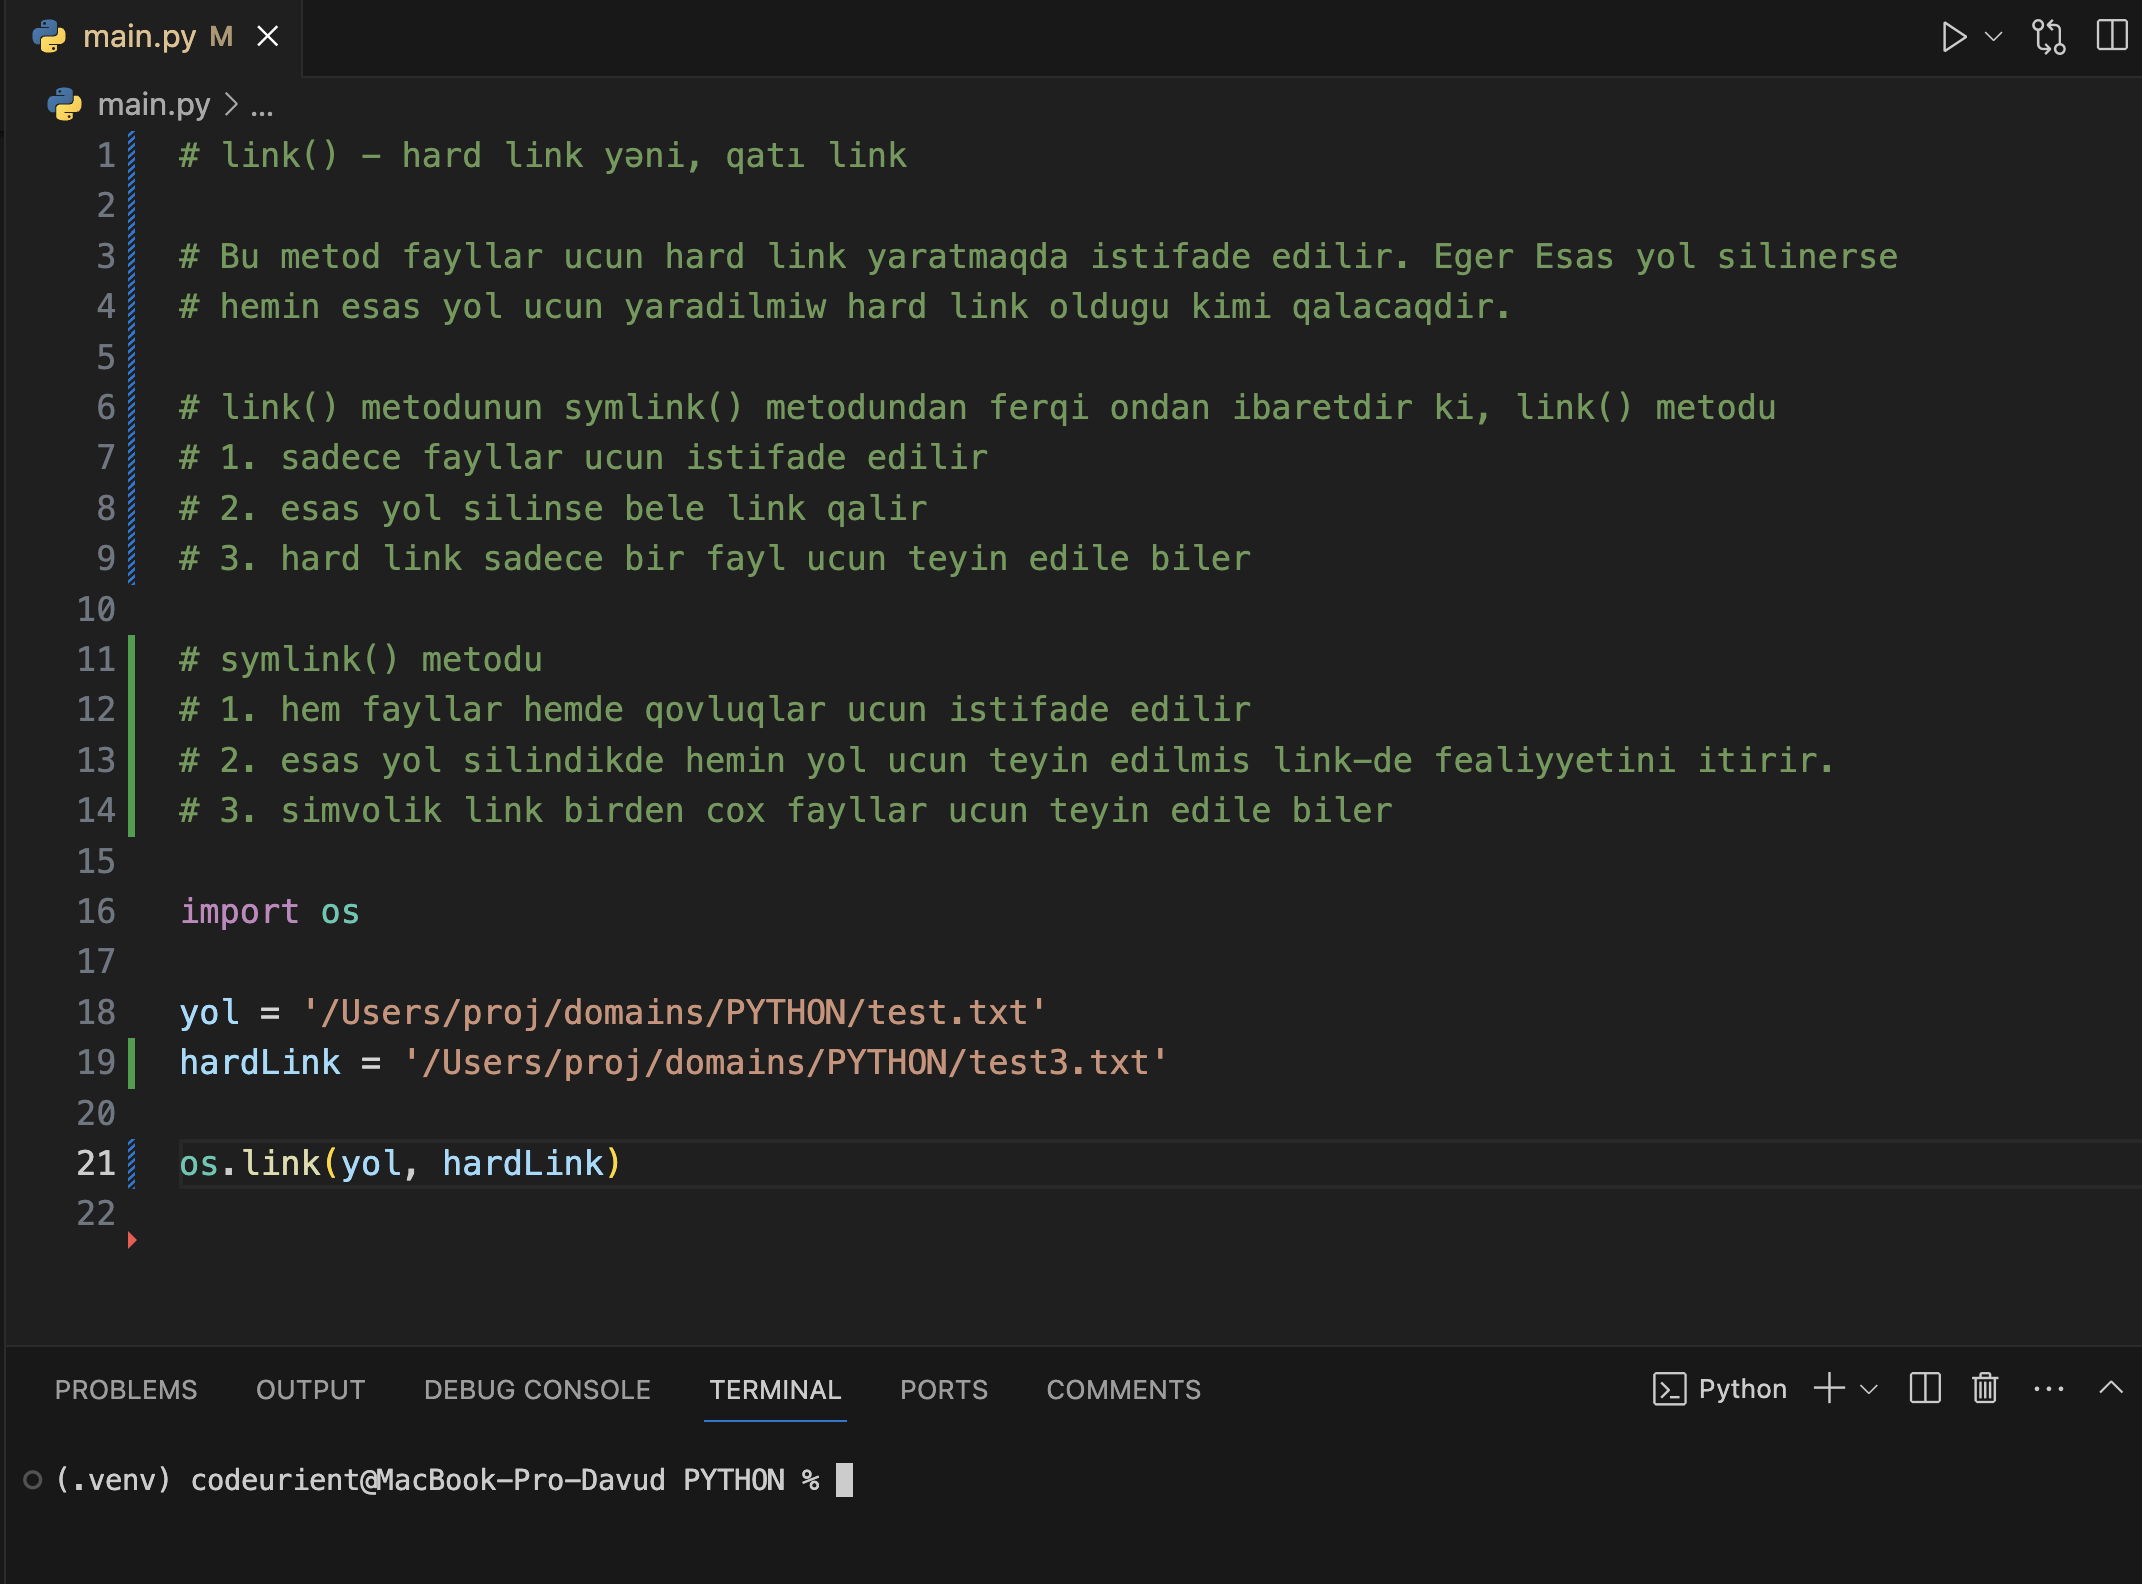 main.py M
main.py > ...
1 # link() - hard link yəni, qatı link
2
3 # Bu metod fayllar ucun hard link yaratmaqda istifade edilir. Eger Esas yol silinerse
4 # hemin esas yol ucun yaradilmiw hard link oldugu kimi qalacaqdir.
5
6 # link() metodunun symlink() metodundan ferqi ondan ibaretdir ki, link() metodu
7 # 1. sadece fayllar ucun istifade edilir
8 # 2. esas yol silinse bele link qalir
9 # 3. hard link sadece bir fayl ucun teyin edile biler
10
11 # symlink() metodu
12 # 1. hem fayllar hemde qovluqlar ucun istifade edilir
13 # 2. esas yol silindikde hemin yol ucun teyin edilmis link-de fealiyyetini itirir.
14 # 3. simvolik link birden cox fayllar ucun teyin edile biler
15
16 import os
17
18 yol = '/Users/proj/domains/PYTHON/test.txt'
19 hardLink = '/Users/proj/domains/PYTHON/test3.txt'
20
21 os.link(yol, hardLink)
22
PROBLEMS OUTPUT DEBUG CONSOLE TERMINAL PORTS COMMENTS Python
(.venv) codeurient@MacBook-Pro-Davud PYTHON %